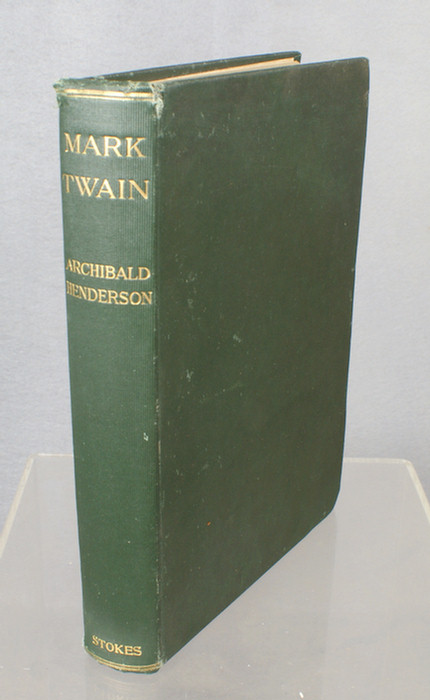 MARK
TWAIN
ARCHIBALD
HENDERSON
STOKES